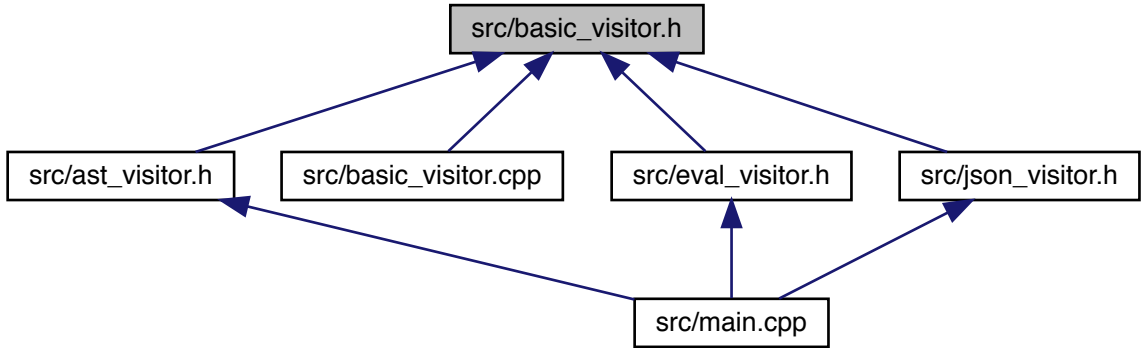 src/basic_visitor.h
src/ast_visitor.h
src/basic_visitor.cpp
src/eval_visitor.h
src/json_visitor.h
src/main.cpp